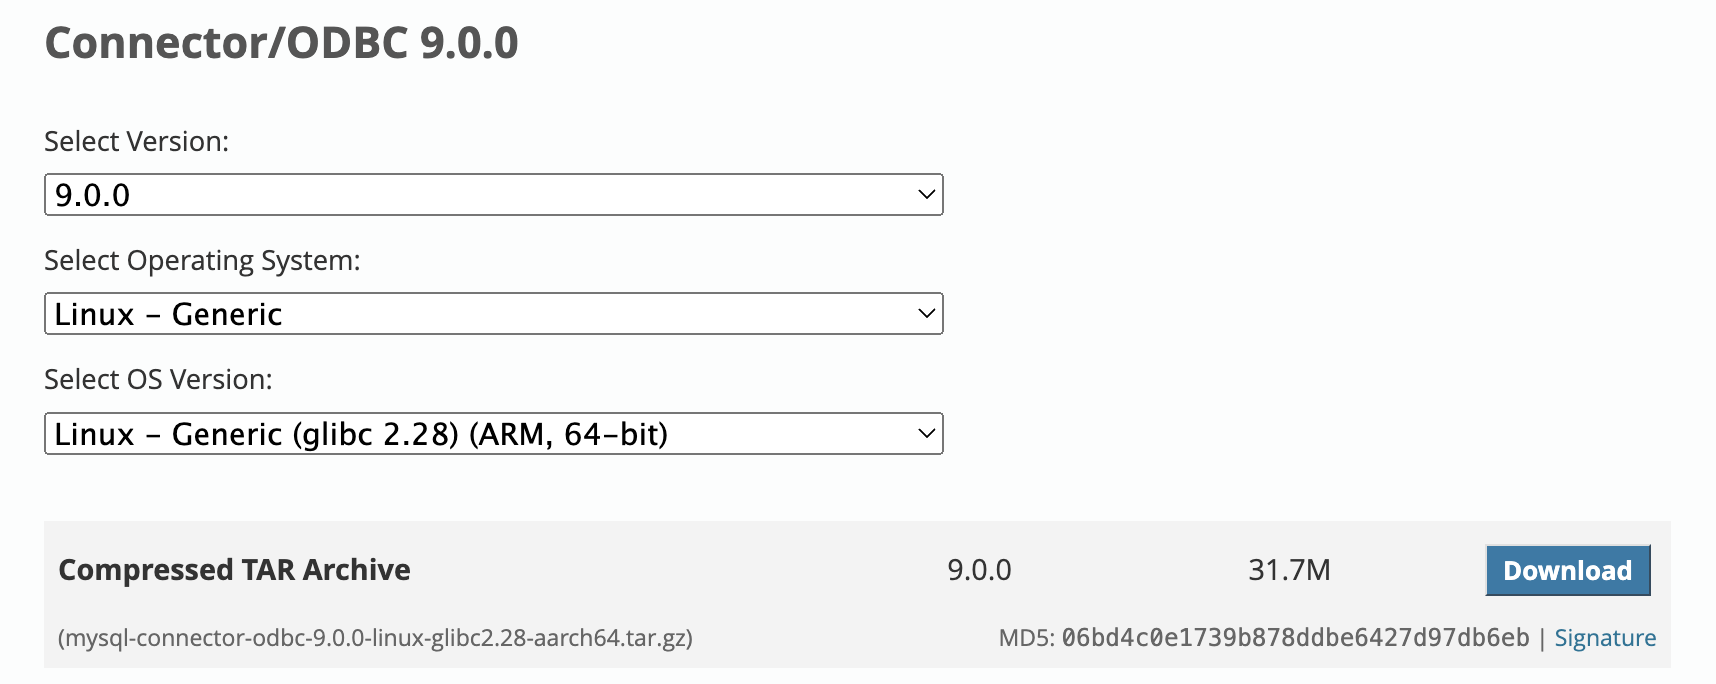 Connector/ODBC 9.0.0
Select Version:
9.0.0
Select Operating System:
Linux – Generic
Select OS Version:
Linux – Generic (glibc 2.28) (ARM, 64–bit)
Compressed TAR Archive 9.0.0 31.7M Download
(mysql-connector-odbc-9.0.0-linux-glibc2.28-aarch64.tar.gz) MD5: 06bd4c0e1739b878ddbe6427d97db6eb | Signature